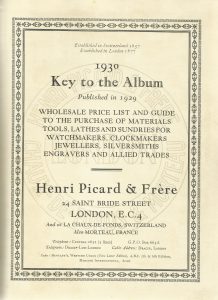 Established in Switzerland 1837
Established in London 1877
1930
Key to the Album
Published in 1929
WHOLESALE PRICE LIST AND GUIDE
TO THE PURCHASE OF MATERIALS
TOOLS, LATHES AND SUNDRIES FOR
WATCHMAKERS, CLOCKMAKERS
JEWELLERS, SILVERSMITHS
ENGRAVERS AND ALLIED TRADES
Henri Picard & Frère
24 SAINT BRIDE STREET
LONDON, E.C.4
And at LA CHAUX-DE-FONDS, SWITZERLAND
Also MORTEAU, FRANCE